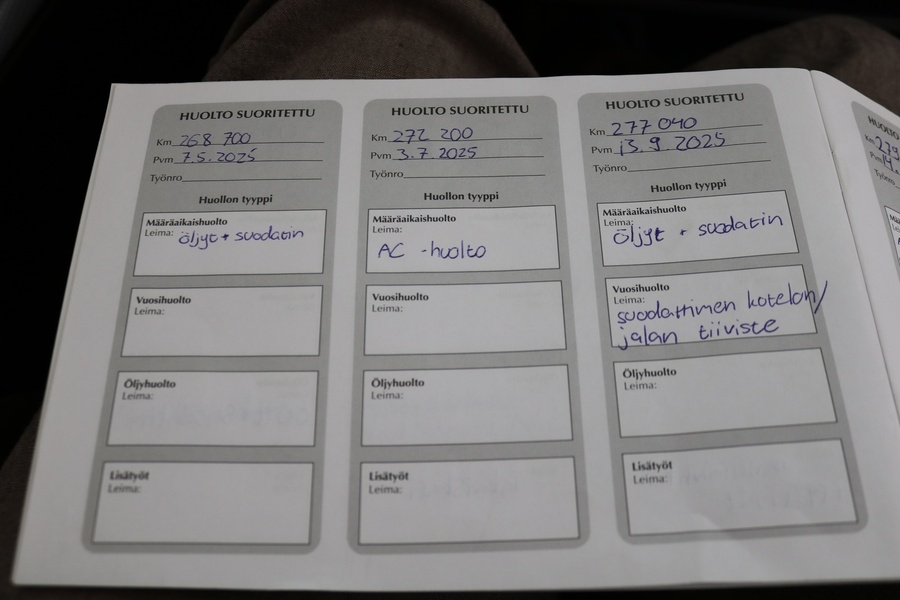 HUOLTO SUORITETTU
Km 268 700
Pvm 7.5.2025
Työnro
Huollon tyyppi
Määräaikaishuolto
Leima: öljyt + suodatin
Vuosihuolto
Leima:
Öljyhuolto
Leima:
Lisätyöt
Leima:
HUOLTO SUORITETTU
Km 272 200
Pvm 3.7.2025
Työnro
Huollon tyyppi
Määräaikaishuolto
Leima:
AC -huolto
Vuosihuolto
Leima:
Öljyhuolto
Leima:
Lisätyöt
Leima:
HUOLTO SUORITETTU
Km 277 040
Pvm 13.9.2025
Työnro
Huollon tyyppi
Määräaikaishuolto
Leima:
öljyt + suodatin
Vuosihuolto
Leima:
suodattimen kotelon/
jalan tiiviste
Öljyhuolto
Leima:
Lisätyöt
Leima:
Km
Pvm